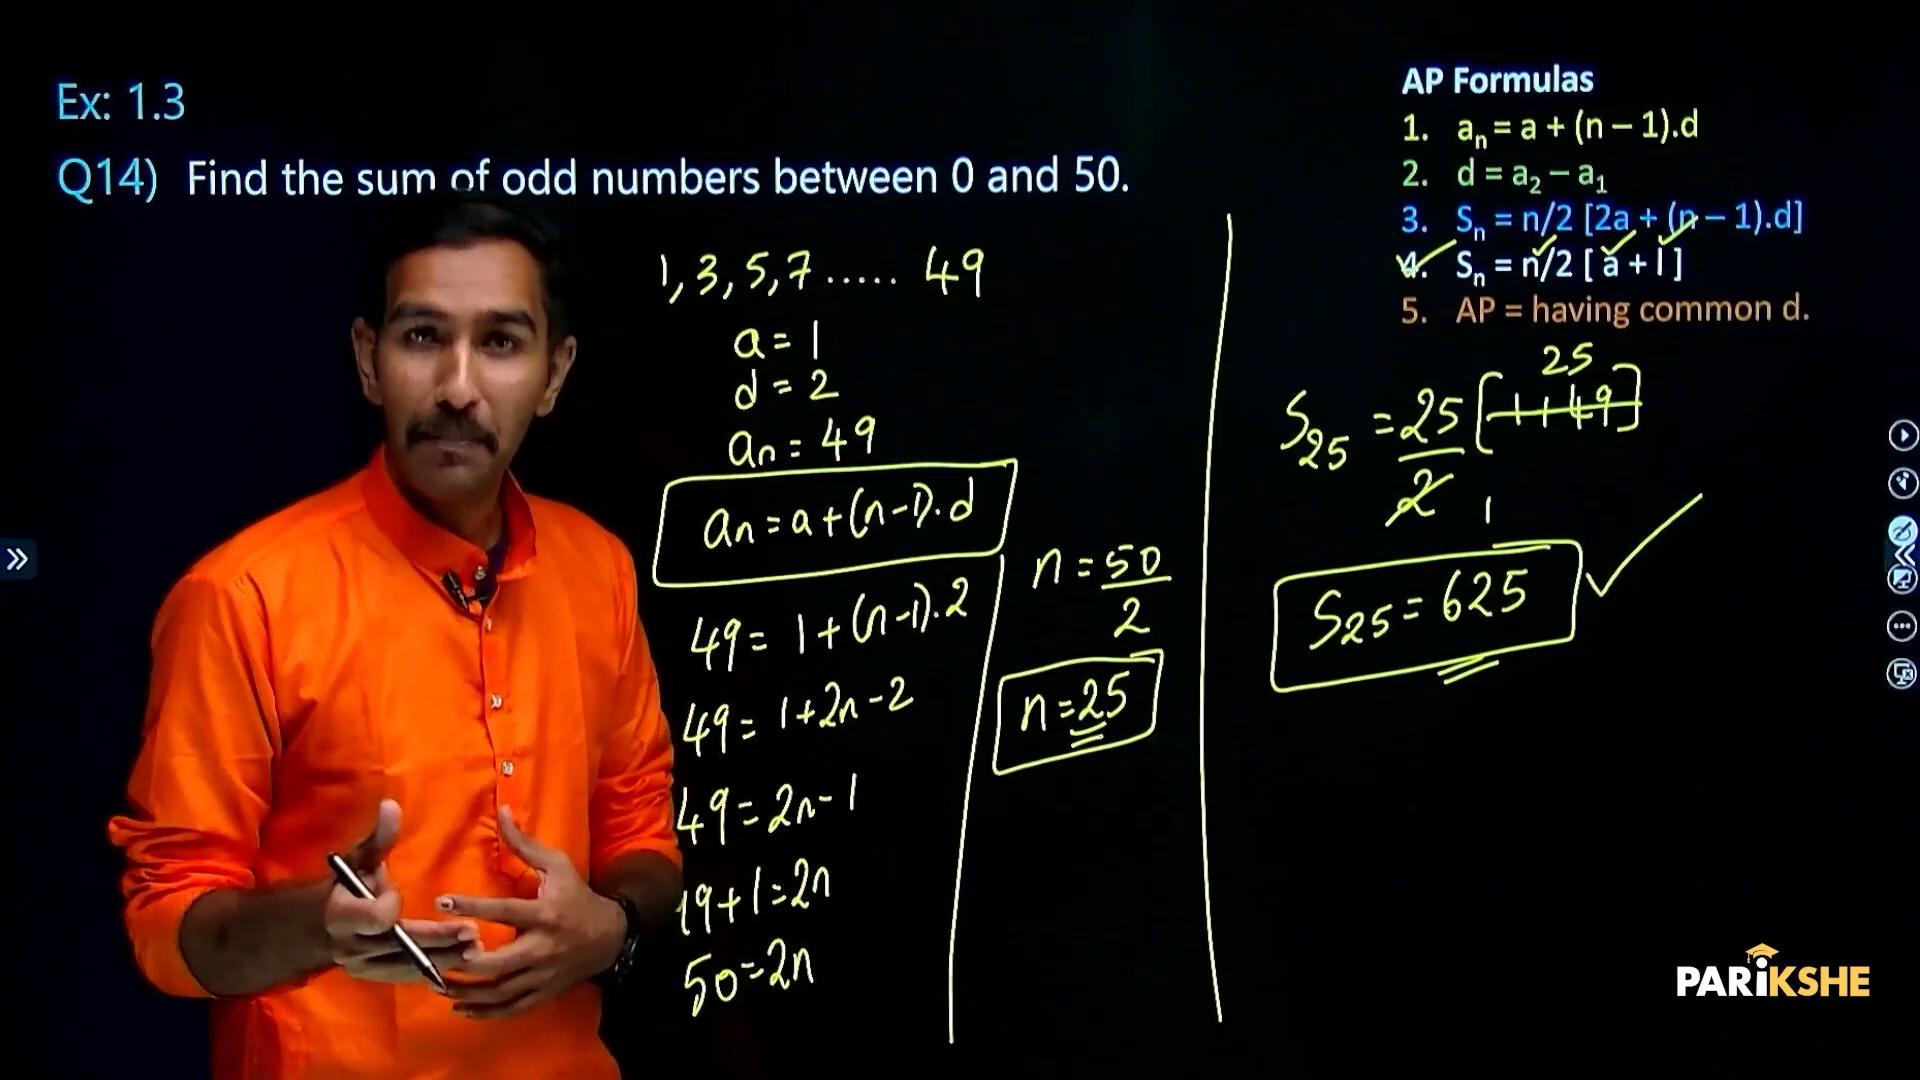 Ex: 1.3
Q14) Find the sum of odd numbers between 0 and 50.
1, 3, 5, 7 ..... 49
a = 1
d = 2
an = 49
an = a + (n-1). d
49 = 1 + (n-1). 2
49 = 1 + 2n - 2
49 = 2n - 1
49 + 1 = 2n
50 = 2n
n = 50/2
n = 25
AP Formulas
1. aₙ = a + (n – 1).d
2. d = a₂ – a₁
3. Sₙ = n/2 [2a + (n – 1).d]
4. Sₙ = n/2 [ a + l ]
5. AP = having common d.
25
S₂₅ = 25/2 [1 + 49]
1
S₂₅ = 625
PARiKSHE